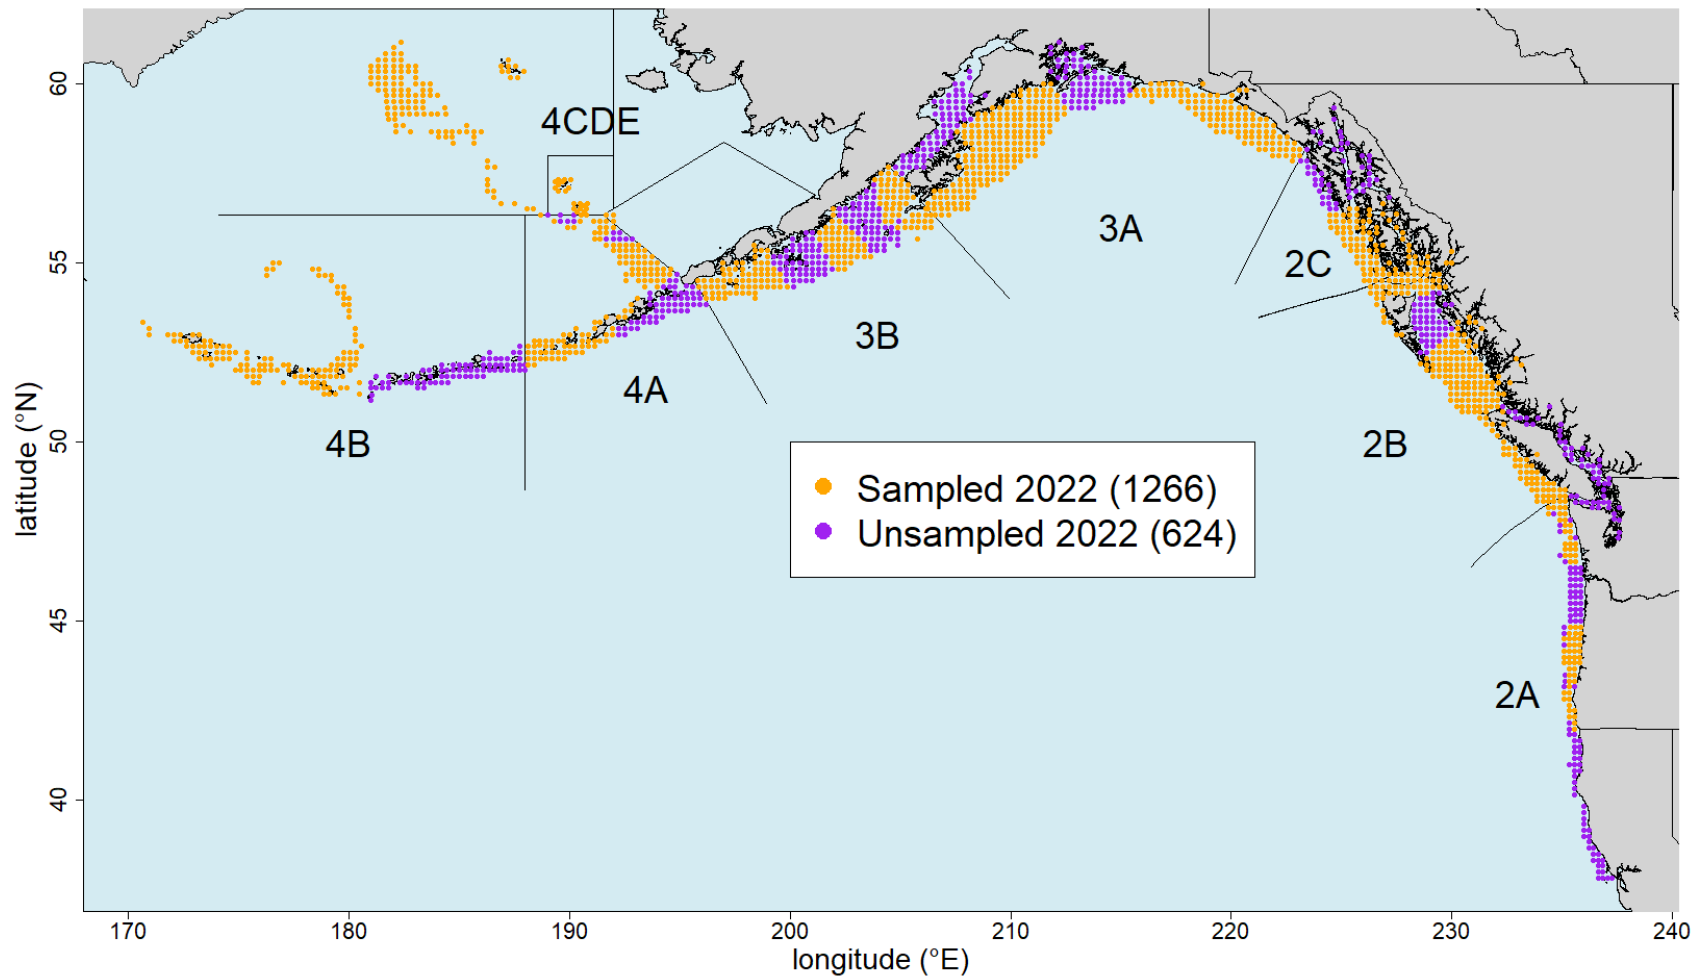 4CDE
3A
2C
3B
4A
4B
2B
2A
Sampled 2022 (1266)
Unsampled 2022 (624)
latitude (°N)
60
55
50
45
40
170
180
190
200
210
220
230
240
longitude (°E)